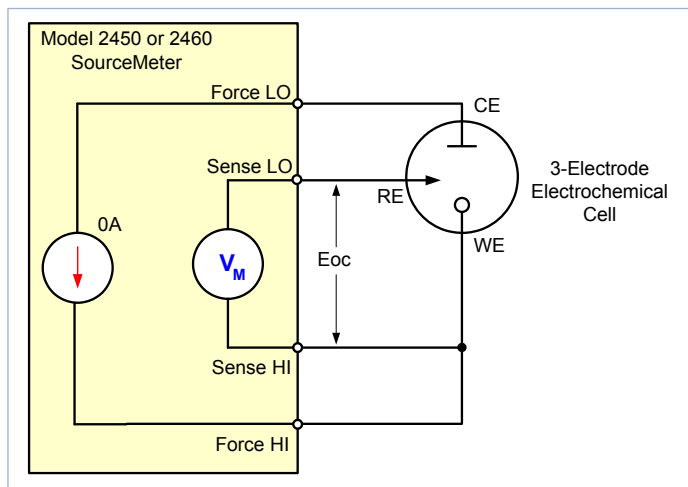 Model 2450 or 2460
SourceMeter
Force LO
CE
Sense LO
3-Electrode
Electrochemical
Cell
RE
0A
VM
Eoc
WE
Sense HI
Force HI